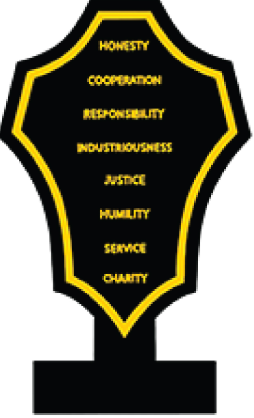 HONESTY
COOPERATION
RESPONSIBILITY
INDUSTRIOUSNESS
JUSTICE
HUMILITY
SERVICE
CHARITY